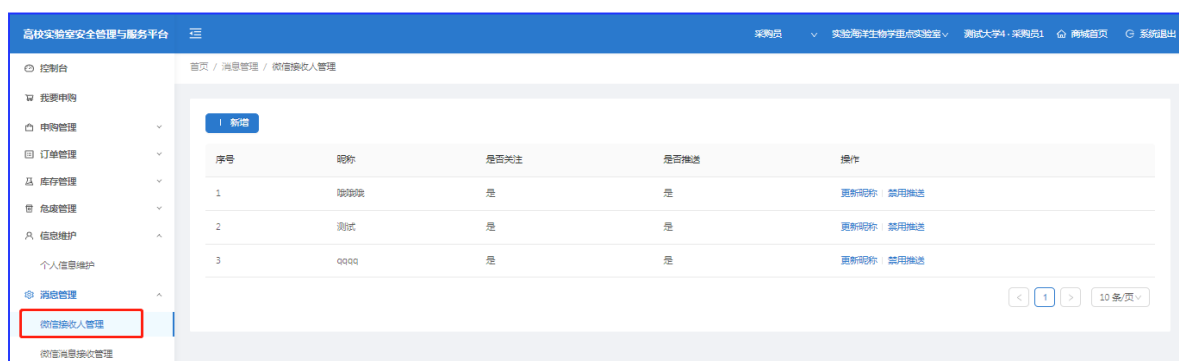 高校实验室安全管理与服务平台
采购员 实验海洋生物学重点实验室 测试大学4 · 采购员1 商城首页 系统退出
控制台
首页 / 消息管理 / 微信接收人管理
我要申购
申购管理
新增
订单管理
序号 昵称 是否关注 是否推送 操作
库存管理
1 哦哦哦 是 是 更新昵称 禁用推送
危废管理
2 测试 是 是 更新昵称 禁用推送
信息维护
3 qqqq 是 是 更新昵称 禁用推送
个人信息维护
消息管理
< 1 > 10 条/页
微信接收人管理
微信消息接收管理